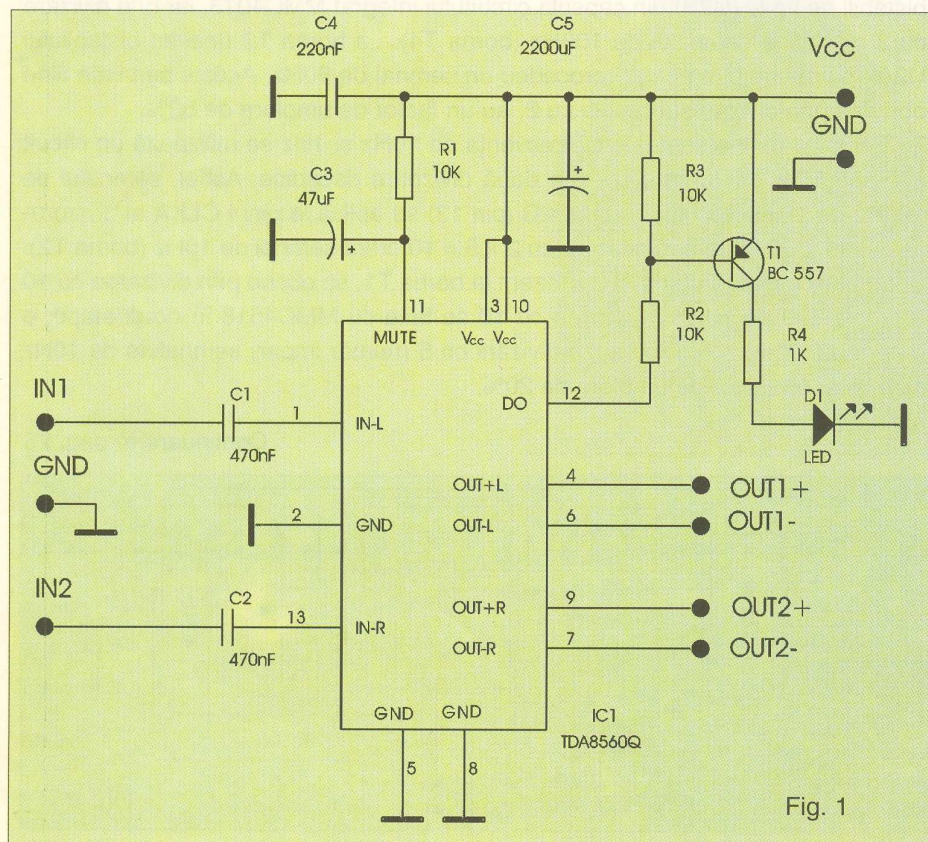 C4
220nF
C5
2200uF
Vcc
GND
R1
10K
R3
10K
C3
47uF
+
+
T1
BC 557
11
3
10
MUTE
Vcc
Vcc
R2
10K
R4
1K
IN1
C1
470nF
1
IN-L
DO
12
D1
LED
GND
2
GND
OUT+L
4
OUT1+
OUT-L
6
OUT1-
IN2
C2
470nF
13
IN-R
OUT+R
9
OUT2+
OUT-R
7
OUT2-
GND
GND
5
8
IC1
TDA8560Q
Fig. 1